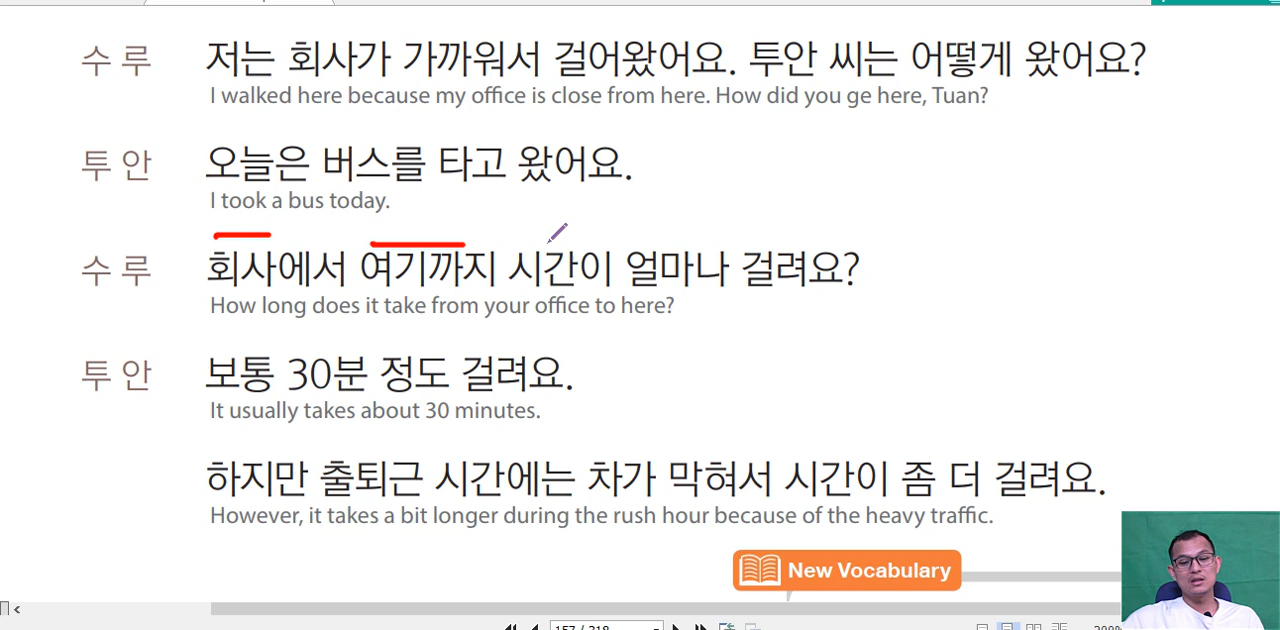 수 루 저는 회사가 가까워서 걸어왔어요. 투안 씨는 어떻게 왔어요?
I walked here because my office is close from here. How did you ge here, Tuan?
투 안 오늘은 버스를 타고 왔어요.
I took a bus today.
수 루 회사에서 여기까지 시간이 얼마나 걸려요?
How long does it take from your office to here?
투 안 보통 30분 정도 걸려요.
It usually takes about 30 minutes.
하지만 출퇴근 시간에는 차가 막혀서 시간이 좀 더 걸려요.
However, it takes a bit longer during the rush hour because of the heavy traffic.
New Vocabulary
157 / 318